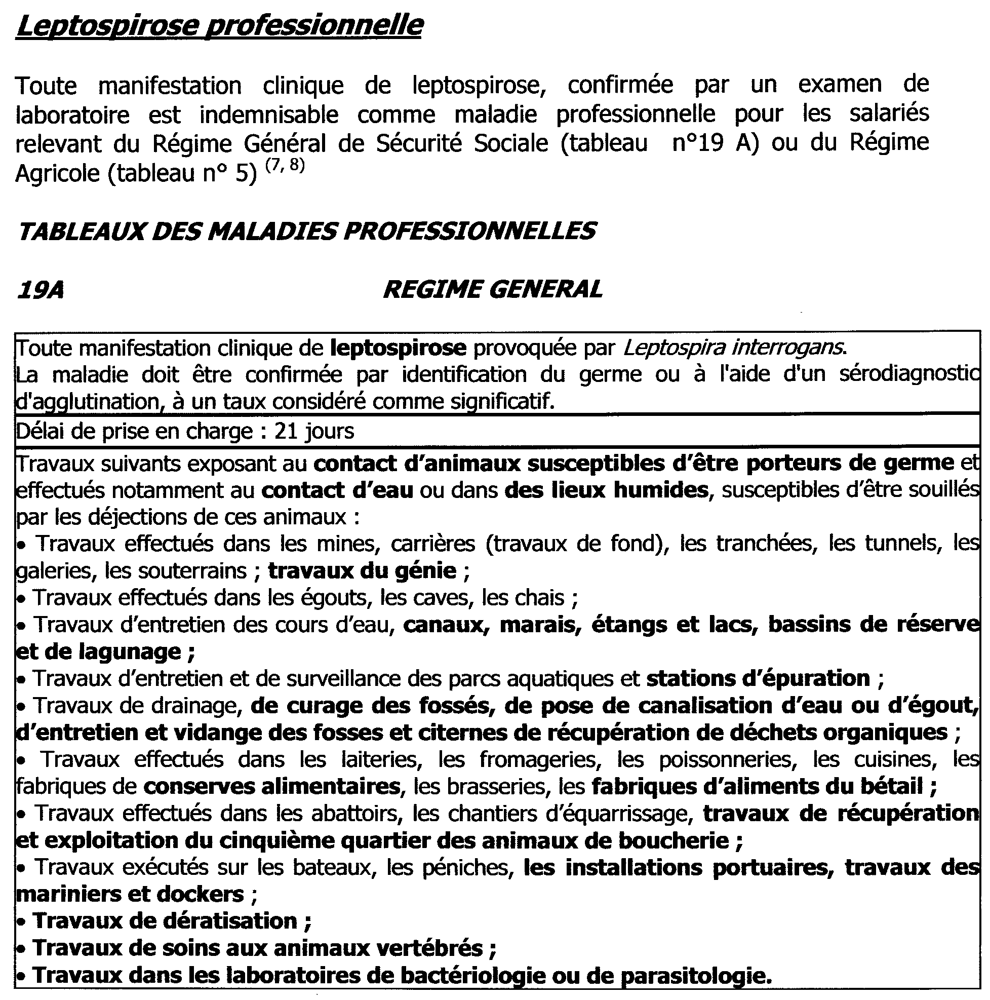 Leptospirose professionnelle
Toute manifestation clinique de leptospirose, confirmée par un examen de
laboratoire est indemnisable comme maladie professionnelle pour les salariés
relevant du Régime Général de Sécurité Sociale (tableau n°19 A) ou du Régime
Agricole (tableau n° 5) (7, 8)
TABLEAUX DES MALADIES PROFESSIONNELLES
19A REGIME GENERAL
Toute manifestation clinique de leptospirose provoquée par Leptospira interrogans.
La maladie doit être confirmée par identification du germe ou à l'aide d'un sérodiagnostic
d'agglutination, à un taux considéré comme significatif.
Délai de prise en charge : 21 jours
Travaux suivants exposant au contact d’animaux susceptibles d’être porteurs de germe et
effectués notamment au contact d’eau ou dans des lieux humides, susceptibles d’être souillés
par les déjections de ces animaux :
• Travaux effectués dans les mines, carrières (travaux de fond), les tranchées, les tunnels, les
galeries, les souterrains ; travaux du génie ;
• Travaux effectués dans les égouts, les caves, les chais ;
• Travaux d’entretien des cours d’eau, canaux, marais, étangs et lacs, bassins de réserve
et de lagunage ;
• Travaux d’entretien et de surveillance des parcs aquatiques et stations d’épuration ;
• Travaux de drainage, de curage des fossés, de pose de canalisation d’eau ou d’égout,
d’entretien et vidange des fosses et citernes de récupération de déchets organiques ;
• Travaux effectués dans les laiteries, les fromageries, les poissonneries, les cuisines, les
fabriques de conserves alimentaires, les brasseries, les fabriques d’aliments du bétail ;
• Travaux effectués dans les abattoirs, les chantiers d’équarrissage, travaux de récupération
et exploitation du cinquième quartier des animaux de boucherie ;
• Travaux exécutés sur les bateaux, les péniches, les installations portuaires, travaux des
mariniers et dockers ;
• Travaux de dératisation ;
• Travaux de soins aux animaux vertébrés ;
• Travaux dans les laboratoires de bactériologie ou de parasitologie.